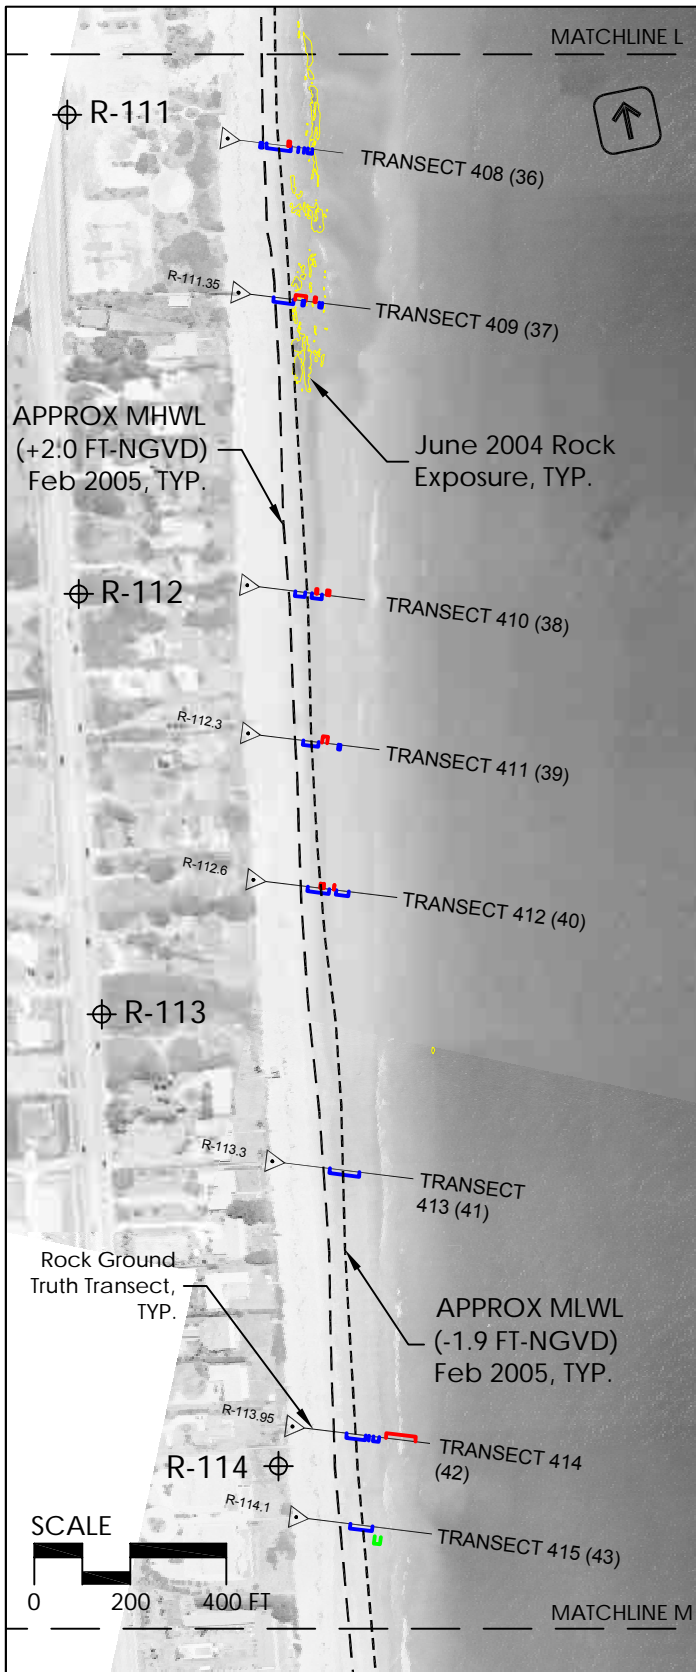 MATCHLINE L
R-111
TRANSECT 408 (36)
R-111.35
TRANSECT 409 (37)
APPROX MHWL
(+2.0 FT-NGVD)
Feb 2005, TYP.
June 2004 Rock
Exposure, TYP.
R-112
TRANSECT 410 (38)
R-112.3
TRANSECT 411 (39)
R-112.6
TRANSECT 412 (40)
R-113
R-113.3
TRANSECT
413 (41)
Rock Ground
Truth Transect,
TYP.
APPROX MLWL
(-1.9 FT-NGVD)
Feb 2005, TYP.
R-113.95
TRANSECT 414
(42)
R-114
R-114.1
TRANSECT 415 (43)
SCALE
0 200 400 FT
MATCHLINE M